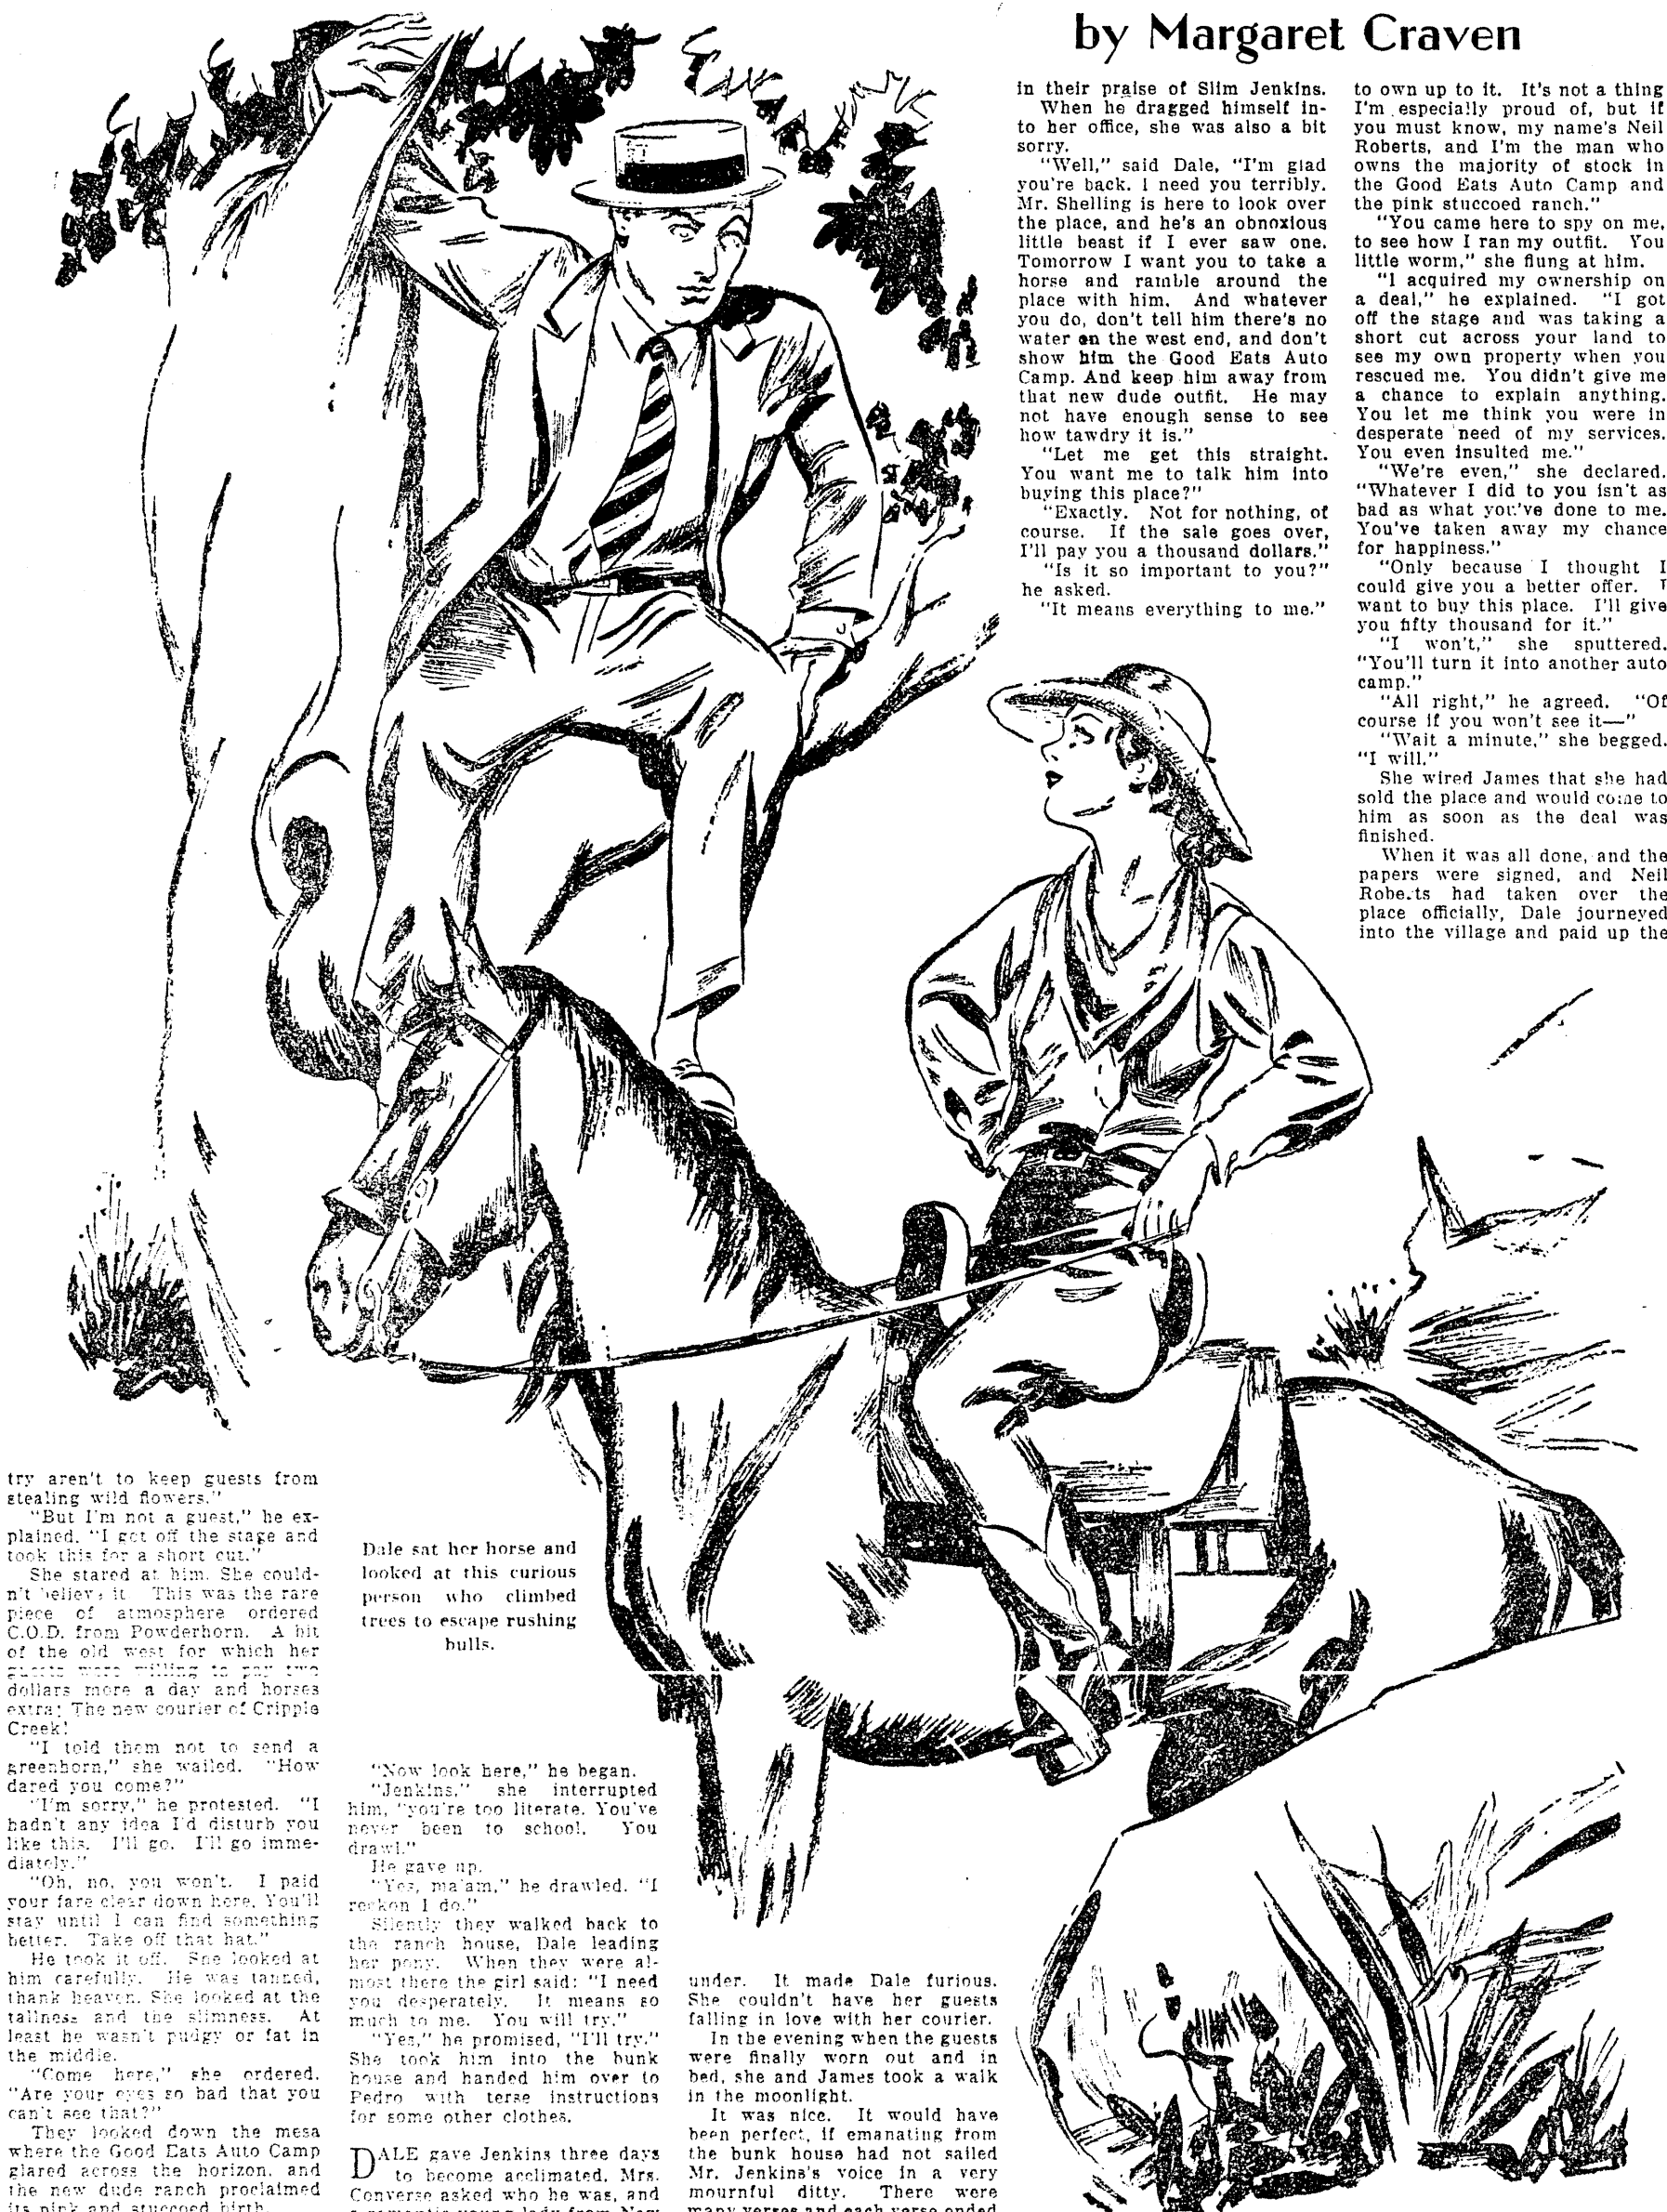 by Margaret Craven
try aren't to keep guests from
stealing wild flowers."
"But I'm not a guest," he ex-
plained. "I got off the stage and
took this for a short cut."
She stared at him. She could-
n't believe it. This was the rare
piece of atmosphere ordered
C.O.D. from Powderhorn. A bit
of the old west for which her
guests were willing to pay two
dollars more a day and horses
extra! The new courier of Cripple
Creek!
"I told them not to send a
greenhorn," she wailed. "How
dared you come?"
"I'm sorry," he protested. "I
hadn't any idea I'd disturb you
like this. I'll go. I'll go imme-
diately."
"Oh, no, you won't. I paid
your fare clear down here. You'll
stay until I can find something
better. Take off that hat."
He took it off. She looked at
him carefully. He was tanned,
thank heaven. She looked at the
tallness and the slimness. At
least he wasn't pudgy or fat in
the middle.
"Come here," she ordered.
"Are your eyes so bad that you
can't see that?"
They looked down the mesa
where the Good Eats Auto Camp
glared across the horizon, and
the new dude ranch proclaimed
its pink and stuccoed birth.
Dale sat her horse and
looked at this curious
person who climbed
trees to escape rushing
bulls.
"Now look here," he began.
"Jenkins," she interrupted
him, "you're too literate. You've
never been to school. You
drawl."
He gave up.
"Yes, ma'am," he drawled. "I
reckon I do."
Silently they walked back to
the ranch house, Dale leading
her pony. When they were al-
most there the girl said: "I need
you desperately. It means so
much to me. You will try."
"Yes," he promised, "I'll try."
She took him into the bunk
house and handed him over to
Pedro with terse instructions
for some other clothes.
DALE gave Jenkins three days
to become acclimated. Mrs.
Converse asked who he was, and
a romantic young lady from New
under. It made Dale furious.
She couldn't have her guests
falling in love with her courier.
In the evening when the guests
were finally worn out and in
bed, she and James took a walk
in the moonlight.
It was nice. It would have
been perfect, if emanating from
the bunk house had not sailed
Mr. Jenkins's voice in a very
mournful ditty. There were
many verses and each verse ended
in their praise of Slim Jenkins.
When he dragged himself in-
to her office, she was also a bit
sorry.
"Well," said Dale, "I'm glad
you're back. I need you terribly.
Mr. Shelling is here to look over
the place, and he's an obnoxious
little beast if I ever saw one.
Tomorrow I want you to take a
horse and ramble around the
place with him. And whatever
you do, don't tell him there's no
water on the west end, and don't
show him the Good Eats Auto
Camp. And keep him away from
that new dude outfit. He may
not have enough sense to see
how tawdry it is."
"Let me get this straight.
You want me to talk him into
buying this place?"
"Exactly. Not for nothing, of
course. If the sale goes over,
I'll pay you a thousand dollars."
"Is it so important to you?"
he asked.
"It means everything to me."
to own up to it. It's not a thing
I'm especially proud of, but if
you must know, my name's Neil
Roberts, and I'm the man who
owns the majority of stock in
the Good Eats Auto Camp and
the pink stuccoed ranch."
"You came here to spy on me,
to see how I ran my outfit. You
little worm," she flung at him.
"I acquired my ownership on
a deal," he explained. "I got
off the stage and was taking a
short cut across your land to
see my own property when you
rescued me. You didn't give me
a chance to explain anything.
You let me think you were in
desperate need of my services.
You even insulted me."
"We're even," she declared.
"Whatever I did to you isn't as
bad as what you've done to me.
You've taken away my chance
for happiness."
"Only because I thought I
could give you a better offer. I
want to buy this place. I'll give
you fifty thousand for it."
"I won't," she sputtered.
"You'll turn it into another auto
camp."
"All right," he agreed. "Of
course if you won't see it—"
"Wait a minute," she begged.
"I will."
She wired James that she had
sold the place and would come to
him as soon as the deal was
finished.
When it was all done, and the
papers were signed, and Neil
Roberts had taken over the
place officially, Dale journeyed
into the village and paid up the